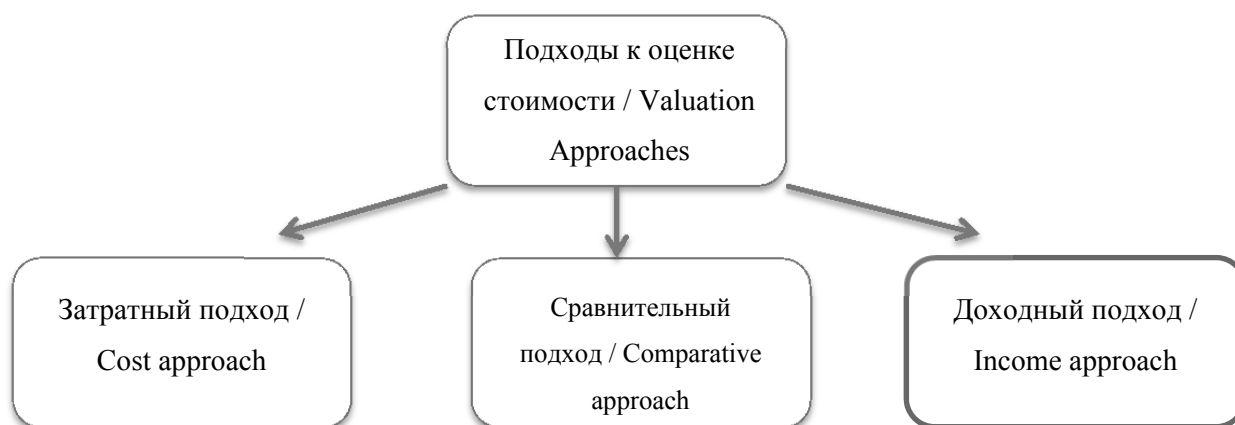 Подходы к оценке
стоимости / Valuation
Approaches
Затратный подход /
Cost approach
Сравнительный
подход / Comparative
approach
Доходный подход /
Income approach